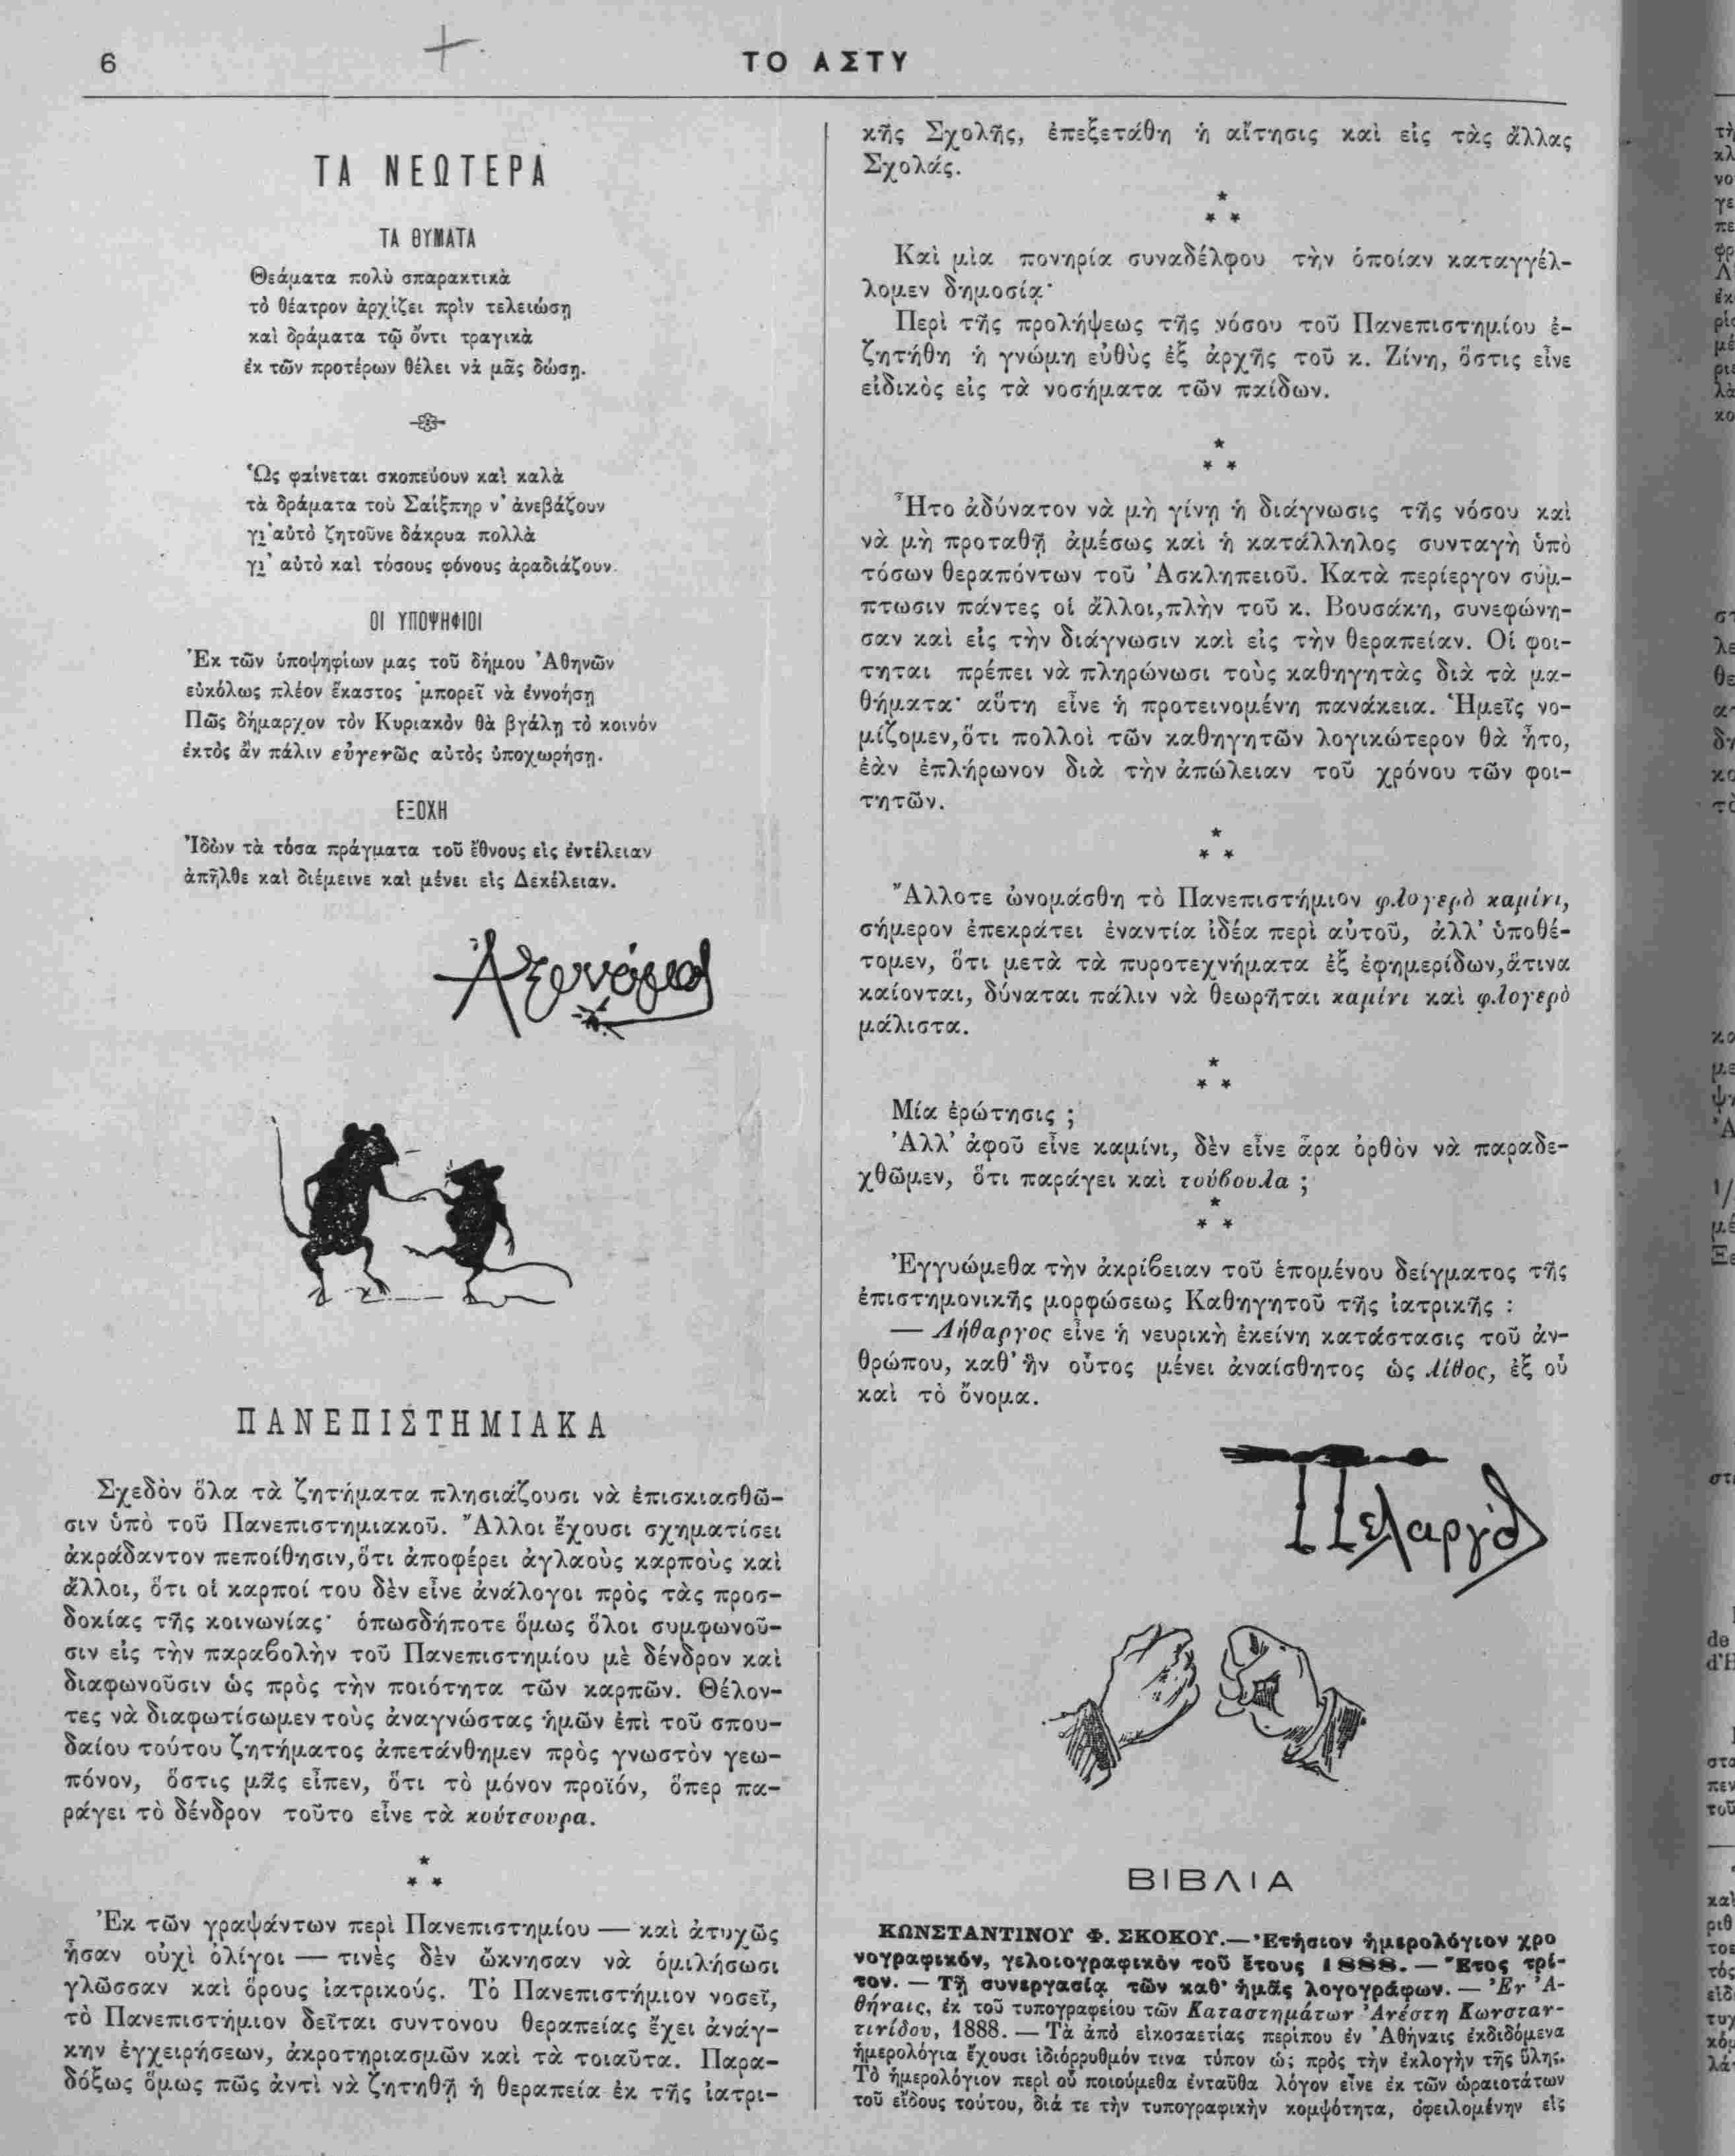 6
ΤΟ ΑΣΤΥ
ΤΑ ΝΕΩΤΕΡΑ
ΤΑ ΘΥΜΑΤΑ
Θεάματα πολὺ σπαρακτικὰ
τὸ θέατρον ἀρχίζει πρὶν τελειώσῃ
καὶ δράματα τῷ ὄντι τραγικὰ
ἐκ τῶν προτέρων θέλει νὰ μᾶς δώσῃ.
Ὡς φαίνεται σκοπεύουν καὶ καλὰ
τὰ δράματα τοῦ Σαίξπηρ ν' ἀνεβάζουν
γι' αὐτὸ ζητοῦνε δάκρυα πολλὰ
γι' αὐτὸ καὶ τόσους φόνους ἀραδιάζουν.
ΟΙ ΥΠΟΨΗΦΙΟΙ
Ἐκ τῶν ὑποψηφίων μας τοῦ δήμου Ἀθηνῶν
εὐκόλως πλέον ἕκαστος 'μπορεῖ νὰ ἐννοήσῃ
Πῶς δήμαρχον τὸν Κυριακὸν θὰ βγάλῃ τὸ κοινόν
ἐκτὸς ἂν πάλιν εὐγενῶς αὐτὸς ὑποχωρήσῃ.
ΕΞΟΧΗ
Ἰδὼν τὰ τόσα πράγματα τοῦ ἔθνους εἰς ἐντέλειαν
ἀπῆλθε καὶ διέμεινε καὶ μένει εἰς Δεκέλειαν.
ΠΑΝΕΠΙΣΤΗΜΙΑΚΑ
Σχεδὸν ὅλα τὰ ζητήματα πλησιάζουσι νὰ ἐπισκιασθῶ-
σιν ὑπὸ τοῦ Πανεπιστημιακοῦ. Ἄλλοι ἔχουσι σχηματίσει
ἀκράδαντον πεποίθησιν, ὅτι ἀποφέρει ἀγλαοὺς καρποὺς καὶ
ἄλλοι, ὅτι οἱ καρποί του δὲν εἶνε ἀνάλογοι πρὸς τὰς προσ-
δοκίας τῆς κοινωνίας· ὁπωσδήποτε ὅμως ὅλοι συμφωνοῦ-
σιν εἰς τὴν παραβολὴν τοῦ Πανεπιστημίου μὲ δένδρον καὶ
διαφωνοῦσιν ὡς πρὸς τὴν ποιότητα τῶν καρπῶν. Θέλον-
τες νὰ διαφωτίσωμεν τοὺς ἀναγνώστας ἡμῶν ἐπὶ τοῦ σπου-
δαίου τούτου ζητήματος ἀπετάνθημεν πρὸς γνωστὸν γεω-
πόνον, ὅστις μᾶς εἶπεν, ὅτι τὸ μόνον προϊόν, ὅπερ πα-
ράγει τὸ δένδρον τοῦτο εἶνε τὰ κούτσουρα.
Ἐκ τῶν γραψάντων περὶ Πανεπιστημίου — καὶ ἀτυχῶς
ἦσαν οὐχὶ ὀλίγοι — τινὲς δὲν ὤκνησαν νὰ ὁμιλήσωσι
γλῶσσαν καὶ ὅρους ἰατρικούς. Τὸ Πανεπιστήμιον νοσεῖ,
τὸ Πανεπιστήμιον δεῖται συντονου θεραπείας ἔχει ἀνάγ-
κην ἐγχειρήσεων, ἀκροτηριασμῶν καὶ τὰ τοιαῦτα. Παρα-
δόξως ὅμως πῶς ἀντὶ νὰ ζητηθῇ ἡ θεραπεία ἐκ τῆς ἰατρι-
κῆς Σχολῆς, ἐπεξετάθη ἡ αἴτησις καὶ εἰς τὰς ἄλλας
Σχολάς.
Καὶ μία πονηρία συναδέλφου τὴν ὁποίαν καταγγέλ-
λομεν δημοσίᾳ·
Περὶ τῆς προλήψεως τῆς νόσου τοῦ Πανεπιστημίου ἐ-
ζητήθη ἡ γνώμη εὐθὺς ἐξ ἀρχῆς τοῦ κ. Ζίνη, ὅστις εἶνε
εἰδικὸς εἰς τὰ νοσήματα τῶν παίδων.
Ἦτο ἀδύνατον νὰ μὴ γίνῃ ἡ διάγνωσις τῆς νόσου καὶ
νὰ μὴ προταθῇ ἀμέσως καὶ ἡ κατάλληλος συνταγὴ ὑπὸ
τόσων θεραπόντων τοῦ Ἀσκληπειοῦ. Κατὰ περίεργον σύμ-
πτωσιν πάντες οἱ ἄλλοι, πλὴν τοῦ κ. Βουσάκη, συνεφώνη-
σαν καὶ εἰς τὴν διάγνωσιν καὶ εἰς τὴν θεραπείαν. Οἱ φοι-
τηταὶ πρέπει νὰ πληρώνωσι τοὺς καθηγητὰς διὰ τὰ μα-
θήματα· αὕτη εἶνε ἡ προτεινομένη πανάκεια. Ἡμεῖς νο-
μίζομεν, ὅτι πολλοὶ τῶν καθηγητῶν λογικώτερον θὰ ἦτο,
ἐὰν ἐπλήρωνον διὰ τὴν ἀπώλειαν τοῦ χρόνου τῶν φοι-
τητῶν.
Ἄλλοτε ὠνομάσθη τὸ Πανεπιστήμιον φλογερὸ καμίνι,
σήμερον ἐπεκράτει ἐναντία ἰδέα περὶ αὐτοῦ, ἀλλ' ὑποθέ-
τομεν, ὅτι μετὰ τὰ πυροτεχνήματα ἐξ ἐφημερίδων, ἅτινα
καίονται, δύναται πάλιν νὰ θεωρῆται καμίνι καὶ φλογερὸ
μάλιστα.
Μία ἐρώτησις ;
Ἀλλ' ἀφοῦ εἶνε καμίνι, δὲν εἶνε ἆρα ὀρθὸν νὰ παραδε-
χθῶμεν, ὅτι παράγει καὶ τούβουλα ;
Ἐγγυώμεθα τὴν ἀκρίβειαν τοῦ ἑπομένου δείγματος τῆς
ἐπιστημονικῆς μορφώσεως Καθηγητοῦ τῆς ἰατρικῆς :
— Λήθαργος εἶνε ἡ νευρικὴ ἐκείνη κατάστασις τοῦ ἀν-
θρώπου, καθ' ἣν οὗτος μένει ἀναίσθητος ὡς λίθος, ἐξ οὗ
καὶ τὸ ὄνομα.
Πελαργός
ΒΙΒΛΙΑ
ΚΩΝΣΤΑΝΤΙΝΟΥ Φ. ΣΚΟΚΟΥ.— Ἐτήσιον ἡμερολόγιον χρο
νογραφικόν, γελοιογραφικὸν τοῦ ἔτους 1888. — Ἔτος τρί-
τον. — Τῇ συνεργασίᾳ τῶν καθ' ἡμᾶς λογογράφων. — Ἐν Ἀ-
θήναις, ἐκ τοῦ τυπογραφείου τῶν Καταστημάτων Ἀνέστη Κωνσταν-
τινίδου, 1888. — Τὰ ἀπὸ εἰκοσαετίας περίπου ἐν Ἀθήναις ἐκδιδόμενα
ἡμερολόγια ἔχουσι ἰδιόρρυθμόν τινα τύπον ὡς πρὸς τὴν ἐκλογὴν τῆς ὕλης.
Τὸ ἡμερολόγιον περὶ οὗ ποιούμεθα ἐνταῦθα λόγον εἶνε ἐκ τῶν ὡραιοτάτων
τοῦ εἴδους τούτου, διά τε τὴν τυπογραφικὴν κομψότητα, ὀφειλομένην εἰς